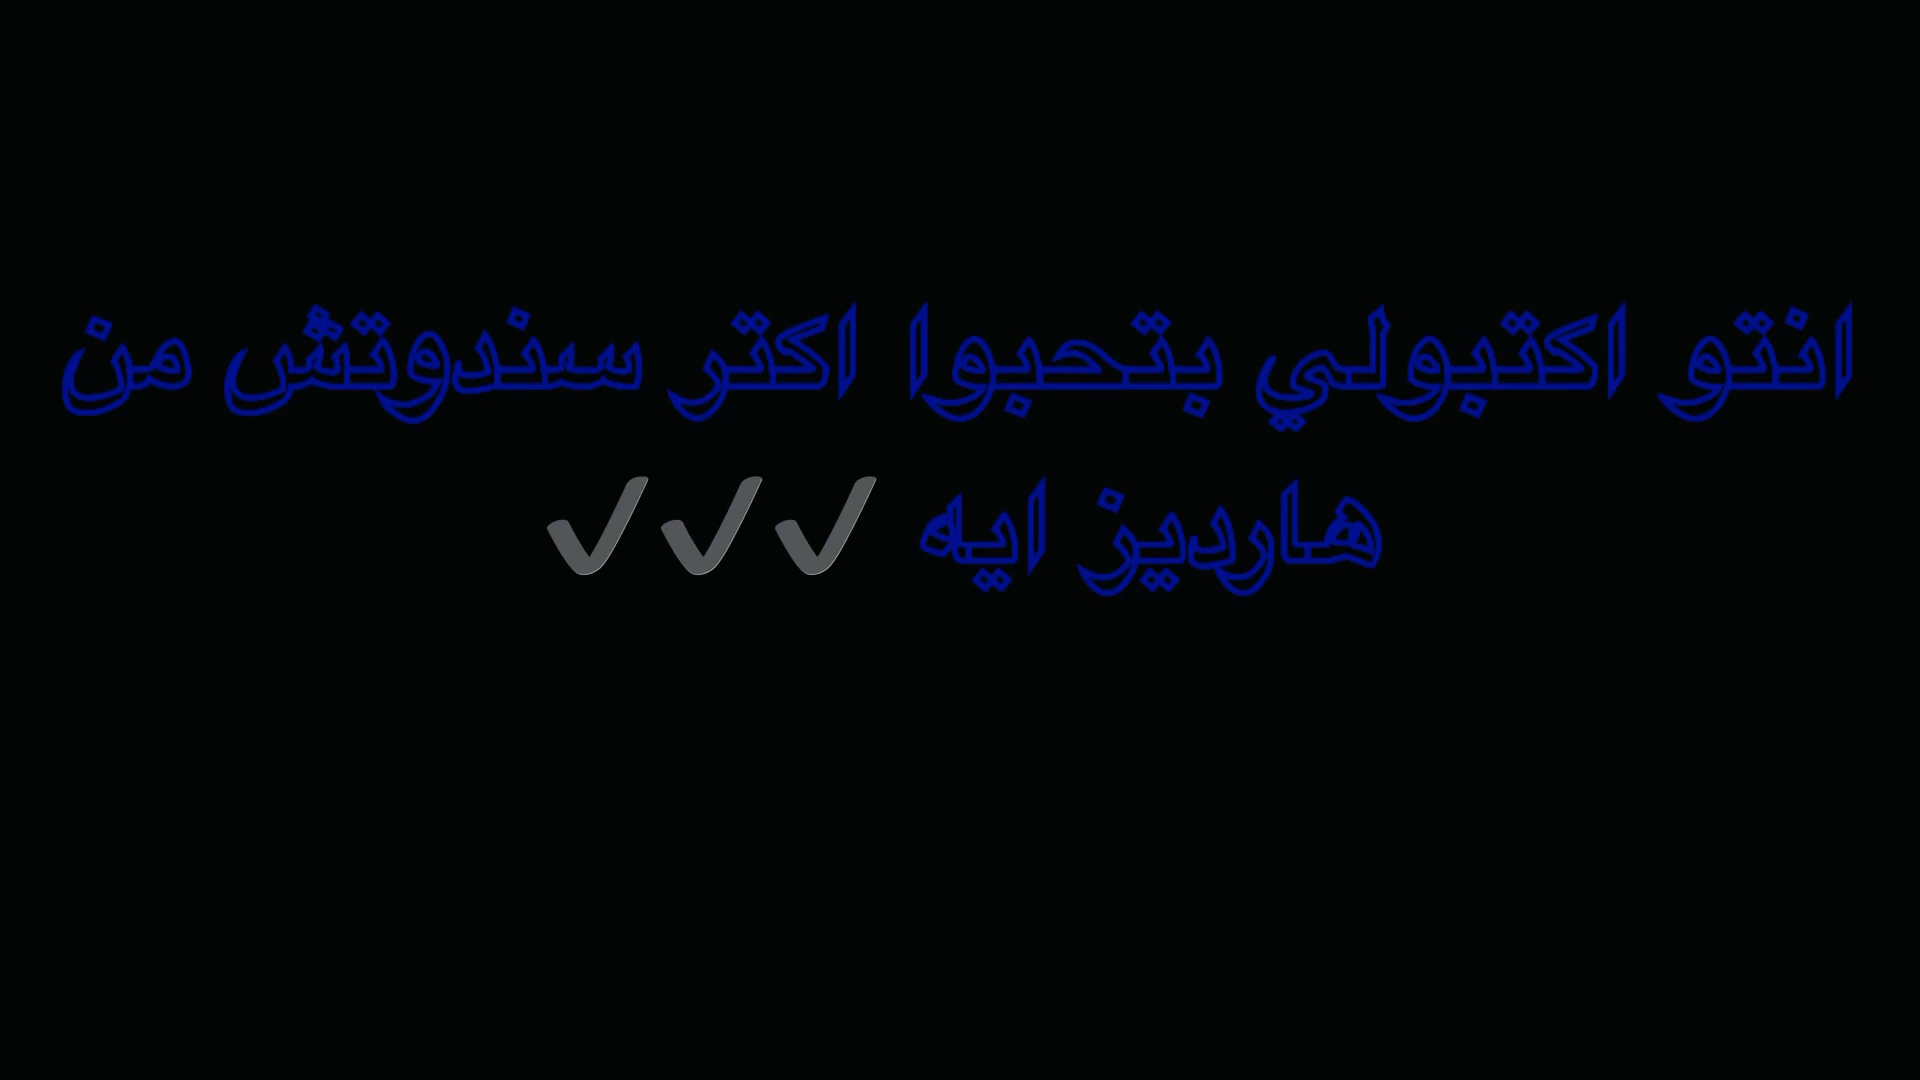 انتو اكتبولي بتحبوا اكتر سندوتش من
هارديز ايه ✔✔✔